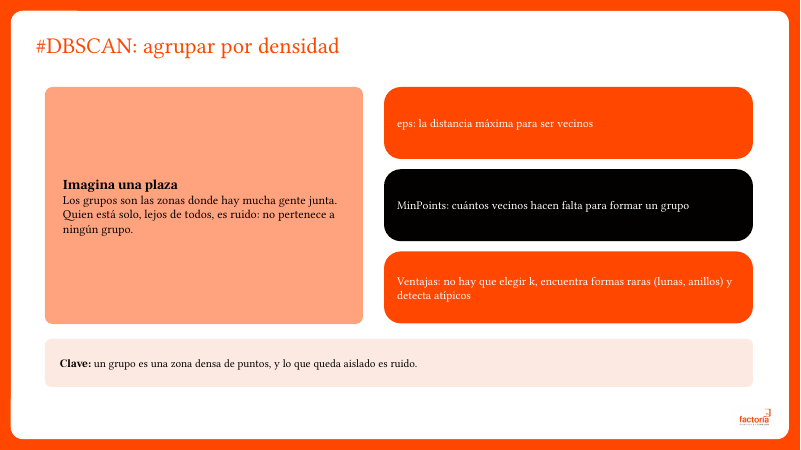 #DBSCAN: agrupar por densidad
Imagina una plaza
Los grupos son las zonas donde hay mucha gente junta.
Quien está solo, lejos de todos, es ruido: no pertenece a
ningún grupo.
eps: la distancia máxima para ser vecinos
MinPoints: cuántos vecinos hacen falta para formar un grupo
Ventajas: no hay que elegir k, encuentra formas raras (lunas, anillos) y
detecta atípicos
Clave: un grupo es una zona densa de puntos, y lo que queda aislado es ruido.
factoría